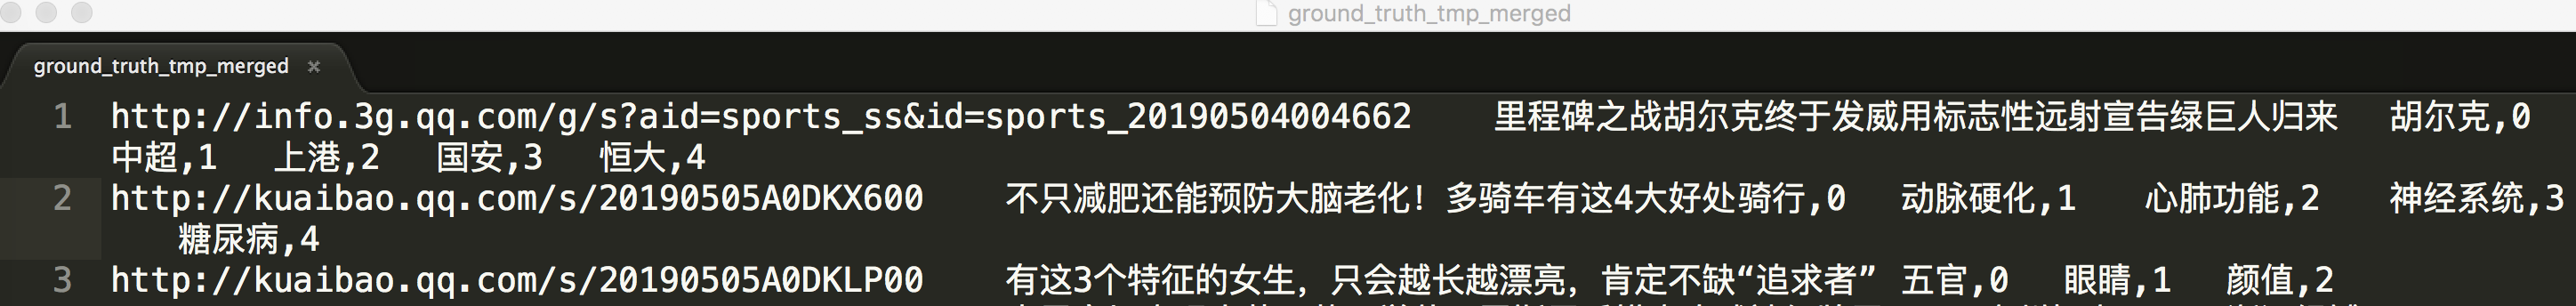 ground_truth_tmp_merged
ground_truth_tmp_merged ×
1 http://info.3g.qq.com/g/s?aid=sports_ss&id=sports_20190504004662 里程碑之战胡尔克终于发威用标志性远射宣告绿巨人归来 胡尔克,0
中超,1 上港,2 国安,3 恒大,4
2 http://kuaibao.qq.com/s/20190505A0DKX600 不只减肥还能预防大脑老化！多骑车有这4大好处骑行,0 动脉硬化,1 心肺功能,2 神经系统,3
糖尿病,4
3 http://kuaibao.qq.com/s/20190505A0DKLP00 有这3个特征的女生，只会越长越漂亮，肯定不缺“追求者” 五官,0 眼睛,1 颜值,2